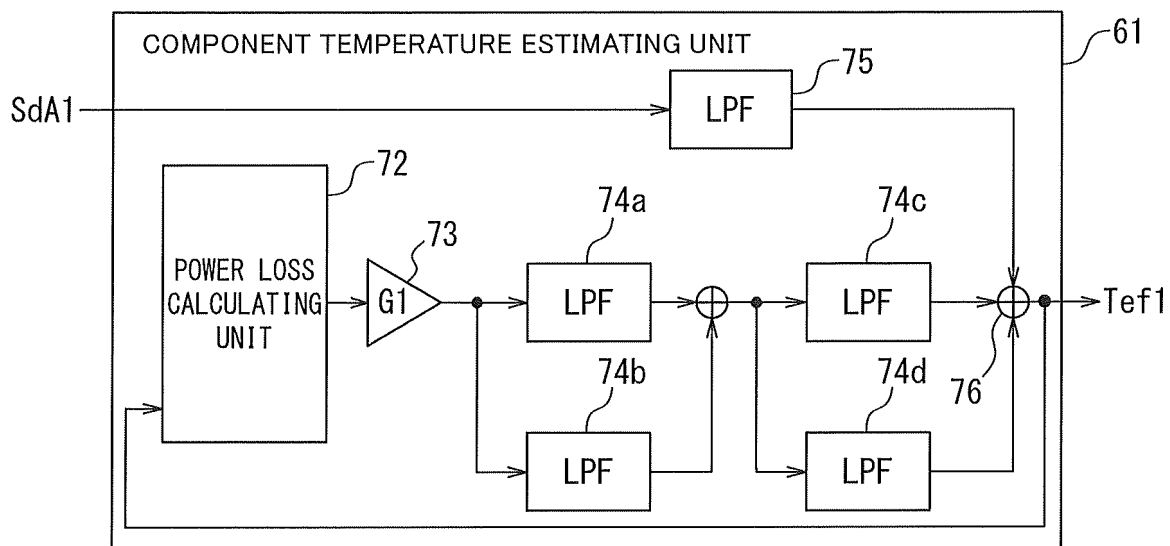 COMPONENT TEMPERATURE ESTIMATING UNIT
61
75
SdA1
LPF
72
74a
74c
73
POWER LOSS
CALCULATING
UNIT
G1
LPF
LPF
Tef1
74b
74d
76
LPF
LPF